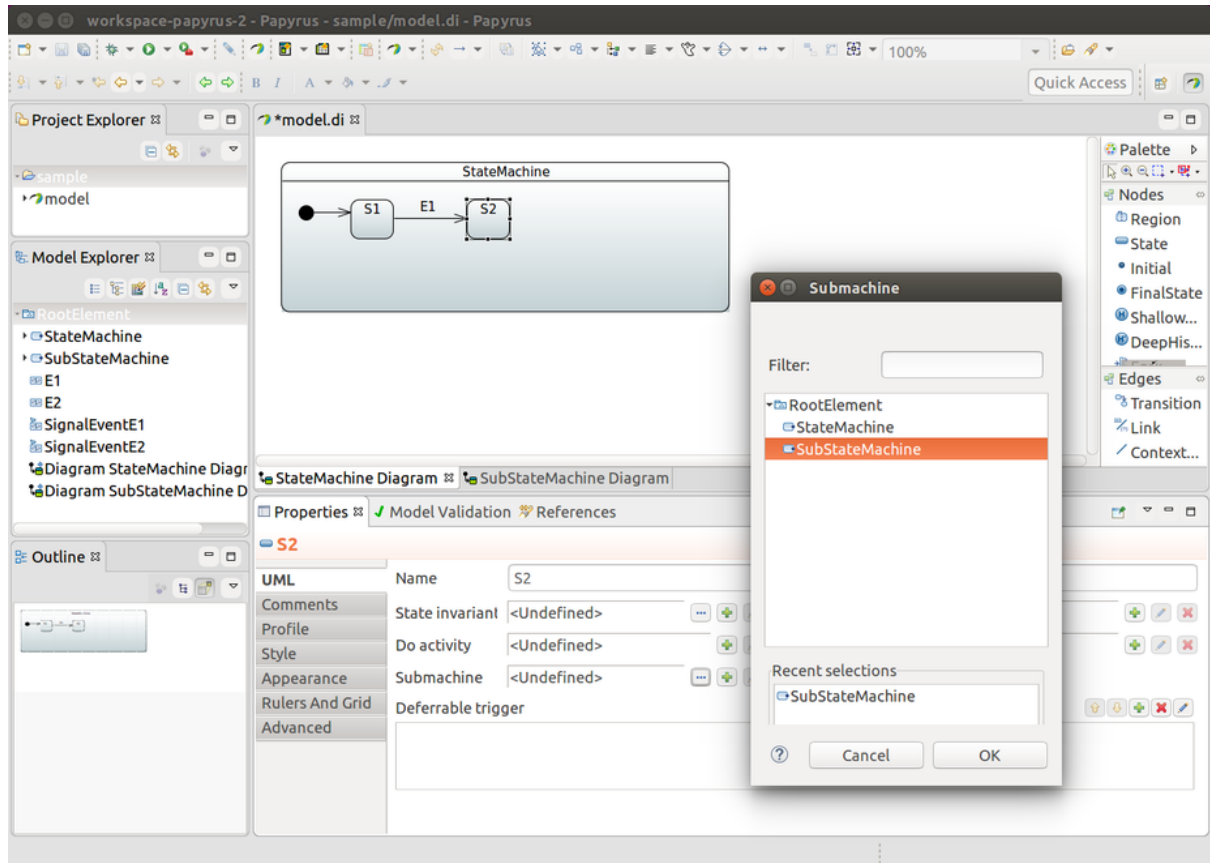 workspace-papyrus-2 - Papyrus - sample/model.di - Papyrus
100%
B I A
Quick Access
Project Explorer
*model.di
sample
model
StateMachine
S1
E1
S2
Palette
Nodes
Region
State
Initial
FinalState
Shallow...
DeepHis...
Edges
Transition
Link
Context...
Model Explorer
RootElement
StateMachine
SubStateMachine
E1
E2
SignalEventE1
SignalEventE2
Diagram StateMachine Diagr
Diagram SubStateMachine D
StateMachine Diagram
SubStateMachine Diagram
Submachine
Filter:
RootElement
StateMachine
SubStateMachine
Recent selections
SubStateMachine
Cancel
OK
Outline
Properties
Model Validation
References
S2
UML
Comments
Profile
Style
Appearance
Rulers And Grid
Advanced
Name
S2
State invariant
<Undefined>
Do activity
<Undefined>
Submachine
<Undefined>
Deferrable trigger